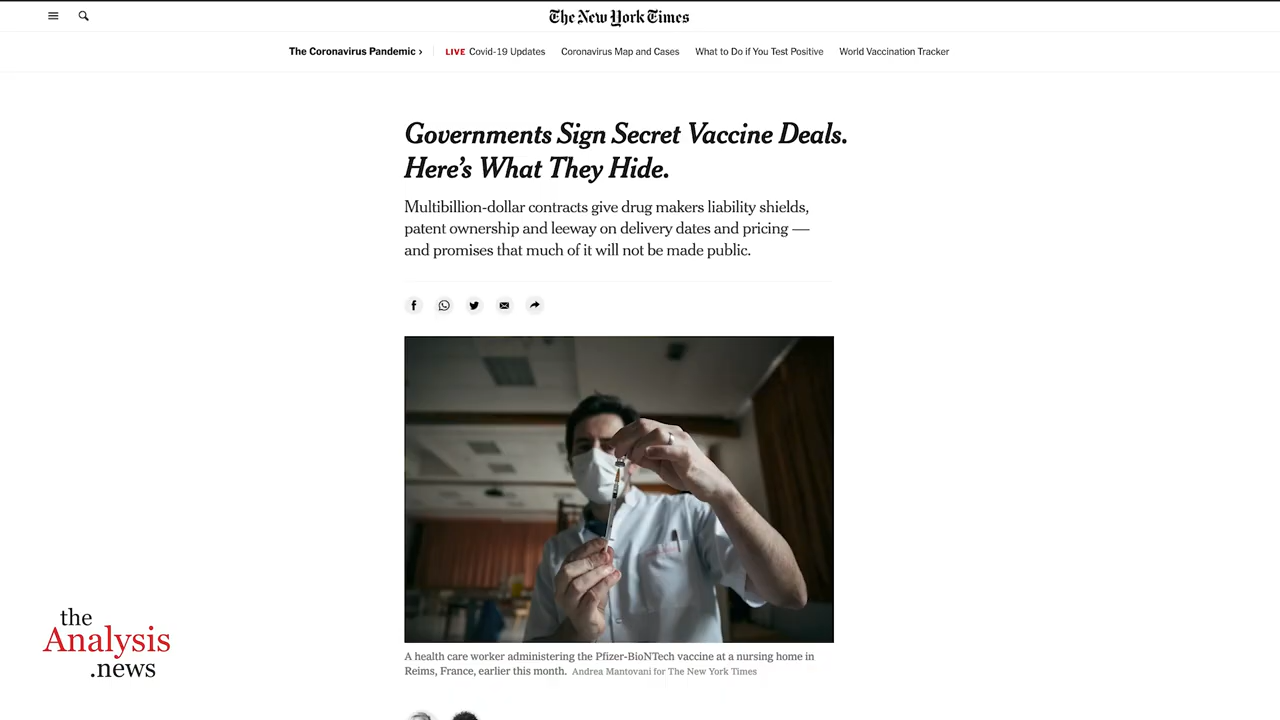 The New York Times
The Coronavirus Pandemic › LIVE Covid-19 Updates Coronavirus Map and Cases What to Do if You Test Positive World Vaccination Tracker
Governments Sign Secret Vaccine Deals.
Here's What They Hide.
Multibillion-dollar contracts give drug makers liability shields,
patent ownership and leeway on delivery dates and pricing —
and promises that much of it will not be made public.
A health care worker administering the Pfizer-BioNTech vaccine at a nursing home in
Reims, France, earlier this month. Andrea Mantovani for The New York Times
the
Analysis
.news